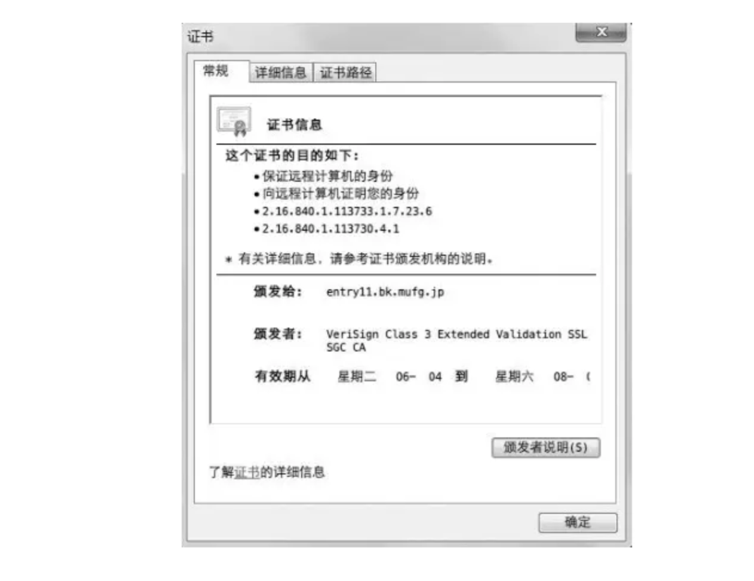 证书
常规 详细信息 证书路径
证书信息
这个证书的目的如下：
•保证远程计算机的身份
•向远程计算机证明您的身份
•2.16.840.1.113733.1.7.23.6
•2.16.840.1.113730.4.1
* 有关详细信息，请参考证书颁发机构的说明。
颁发给： entry11.bk.mufg.jp
颁发者： VeriSign Class 3 Extended Validation SSL
SGC CA
有效期从 星期二 06- 04 到 星期六 08-
颁发者说明(S)
了解证书的详细信息
确定